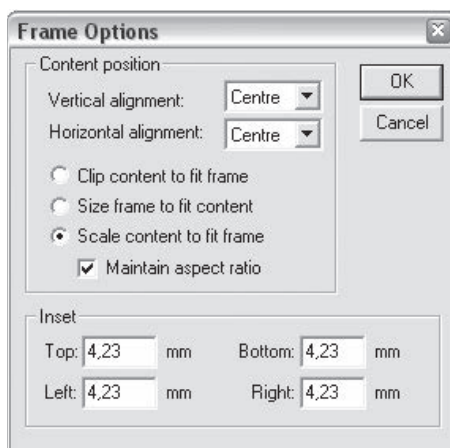 Frame Options
Content position
OK
Vertical alignment: Centre
Horizontal alignment: Centre
Cancel
Clip content to fit frame
Size frame to fit content
Scale content to fit frame
Maintain aspect ratio
Inset
Top: 4,23 mm Bottom: 4,23 mm
Left: 4,23 mm Right: 4,23 mm